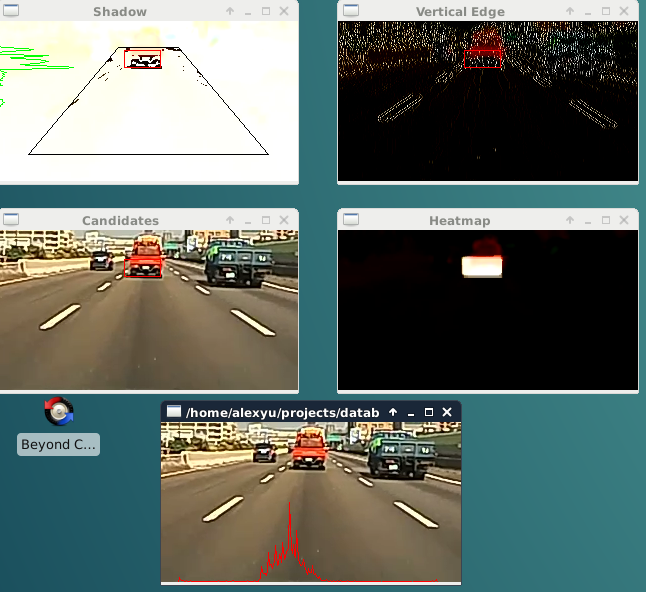 Shadow
Vertical Edge
Candidates
Heatmap
Beyond C...
/home/alexyu/projects/datab